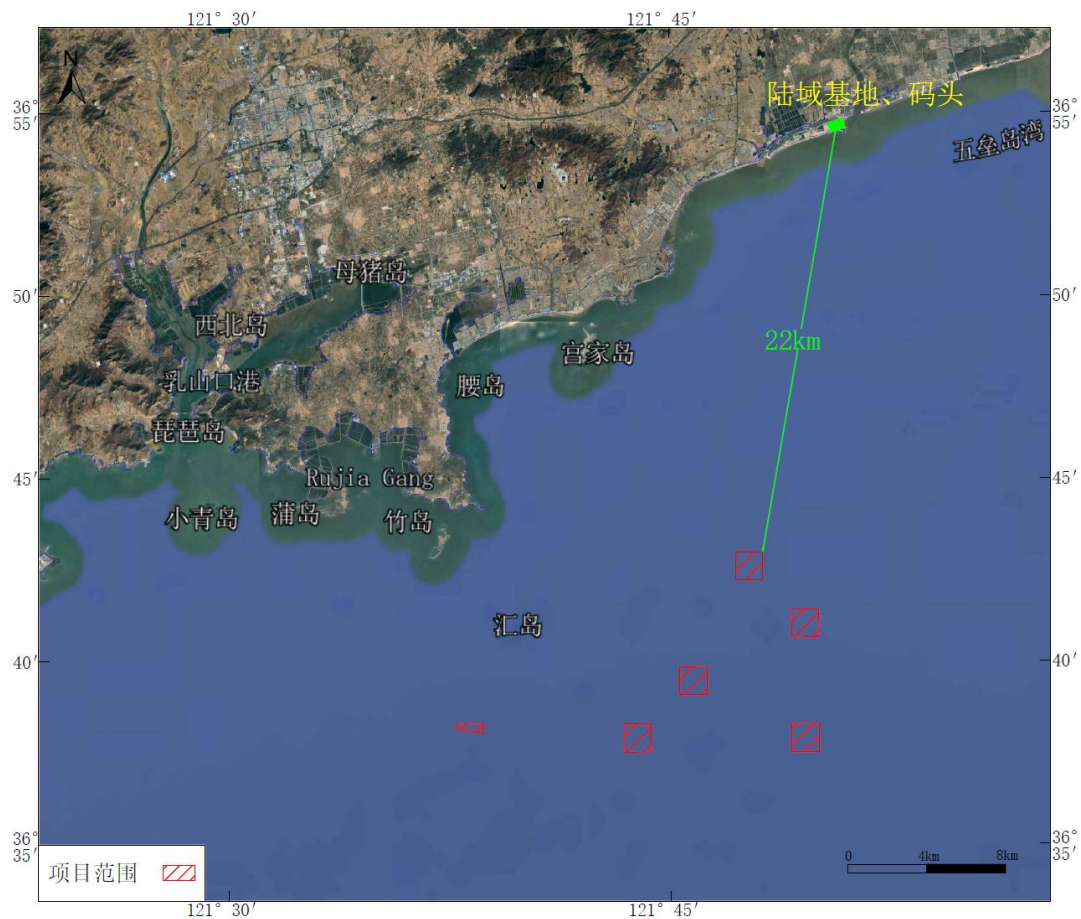 121° 30′
121° 45′
N
陆域基地、码头
36°
55′
36°
55′
五垒岛湾
母猪岛
50′
50′
西北岛
22km
宫家岛
乳山口港
腰岛
琵琶岛
45′
Rujia Gang
45′
小青岛
蒲岛
竹岛
汇岛
40′
40′
36°
35′
36°
35′
项目范围
0
4km
8km
121° 30′
121° 45′